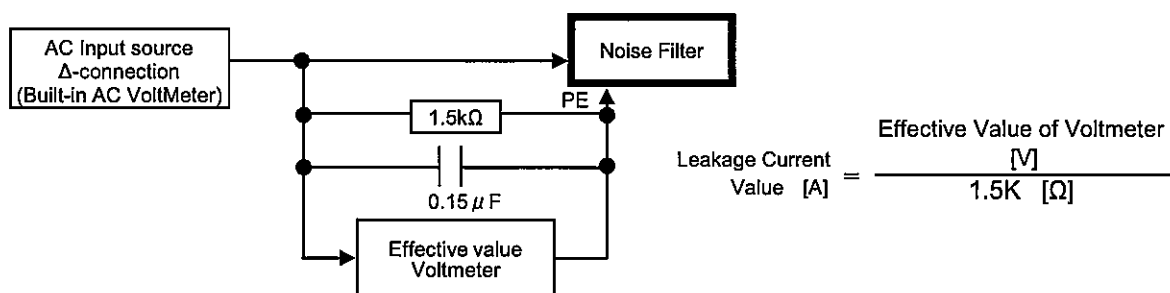 AC Input source
Δ-connection
(Built-in AC VoltMeter)
Noise Filter
PE
1.5kΩ
0.15μF
Effective value
Voltmeter
Leakage Current
Value [A]
=
Effective Value of Voltmeter
[V]
1.5K [Ω]